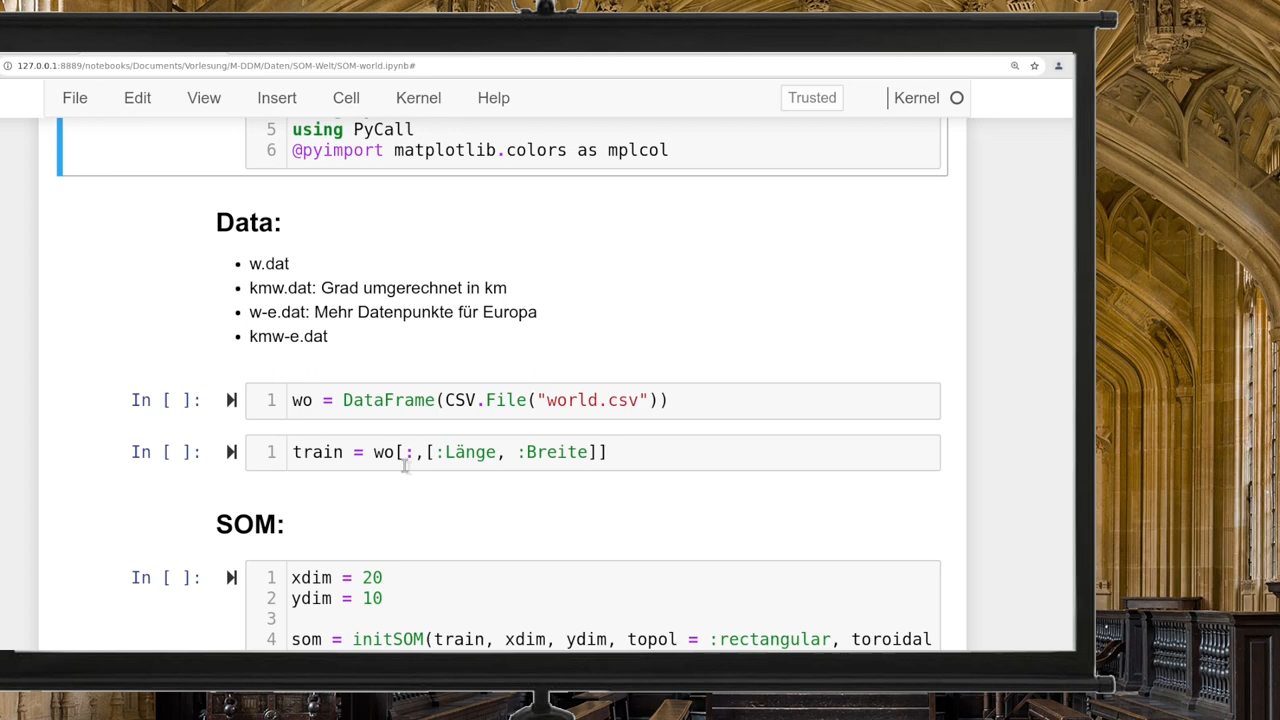 127.0.0.1:8889/notebooks/Documents/Vorlesung/M-DDM/Daten/SOM-Welt/SOM-world.ipynb#
File Edit View Insert Cell Kernel Help Trusted Kernel
5 using PyCall
6 @pyimport matplotlib.colors as mplcol
Data:
• w.dat
• kmw.dat: Grad umgerechnet in km
• w-e.dat: Mehr Datenpunkte für Europa
• kmw-e.dat
In [ ]: 1 wo = DataFrame(CSV.File("world.csv"))
In [ ]: 1 train = wo[:,[:Länge, :Breite]]
SOM:
In [ ]: 1 xdim = 20
2 ydim = 10
3
4 som = initSOM(train, xdim, ydim, topol = :rectangular, toroidal